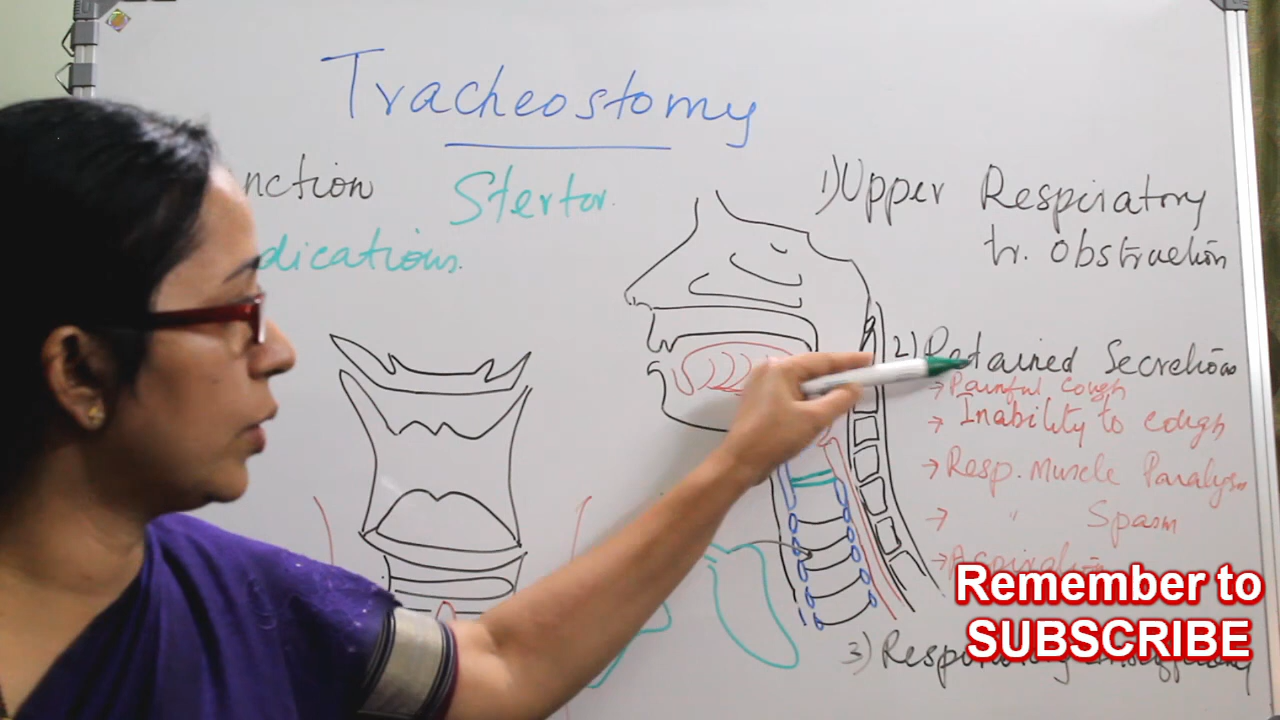 Tracheostomy
nction
Stertor.
dications.
1) Upper Respiratory
tr. Obstruction
2) Retained Secretions
→ Painful cough
→ Inability to cough
→ Resp. Muscle Paralysis
→ " Spasm
→ Aspiration
3)
Remember to
SUBSCRIBE